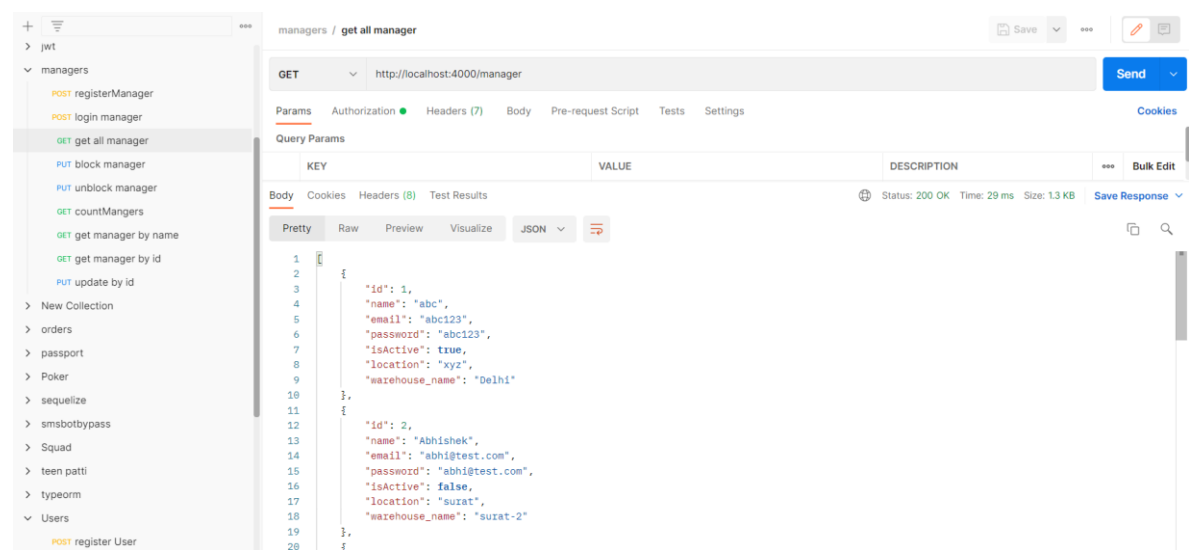 managers / get all manager
Save
jwt
managers
POST registerManager
POST login manager
GET get all manager
PUT block manager
PUT unblock manager
GET countMangers
GET get manager by name
GET get manager by id
PUT update by id
New Collection
orders
passport
Poker
sequelize
smsbotbypass
Squad
teen patti
typeorm
Users
POST register User
GET http://localhost:4000/manager Send
Params Authorization Headers (7) Body Pre-request Script Tests Settings Cookies
Query Params
KEY VALUE DESCRIPTION Bulk Edit
Body Cookies Headers (8) Test Results Status: 200 OK Time: 29 ms Size: 1.3 KB Save Response
Pretty Raw Preview Visualize JSON
1 [
2 {
3 "id": 1,
4 "name": "abc",
5 "email": "abc123",
6 "password": "abc123",
7 "isActive": true,
8 "location": "xyz",
9 "warehouse_name": "Delhi"
10 },
11 {
12 "id": 2,
13 "name": "Abhishek",
14 "email": "abhi@test.com",
15 "password": "abhi@test.com",
16 "isActive": false,
17 "location": "surat",
18 "warehouse_name": "surat-2"
19 },
20 {